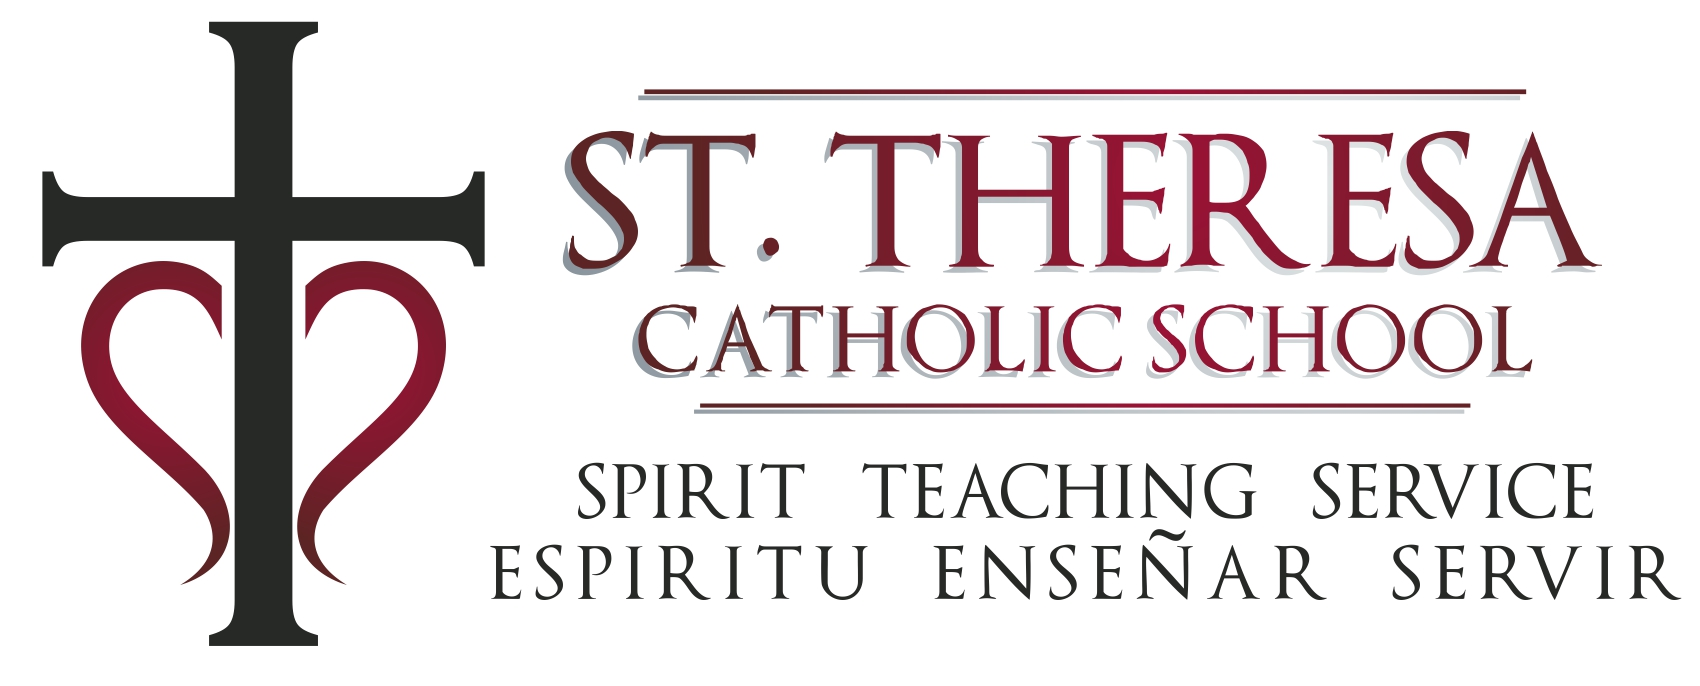 ST. THERESA
CATHOLIC SCHOOL
SPIRIT TEACHING SERVICE
ESPIRITU ENSEÑAR SERVIR